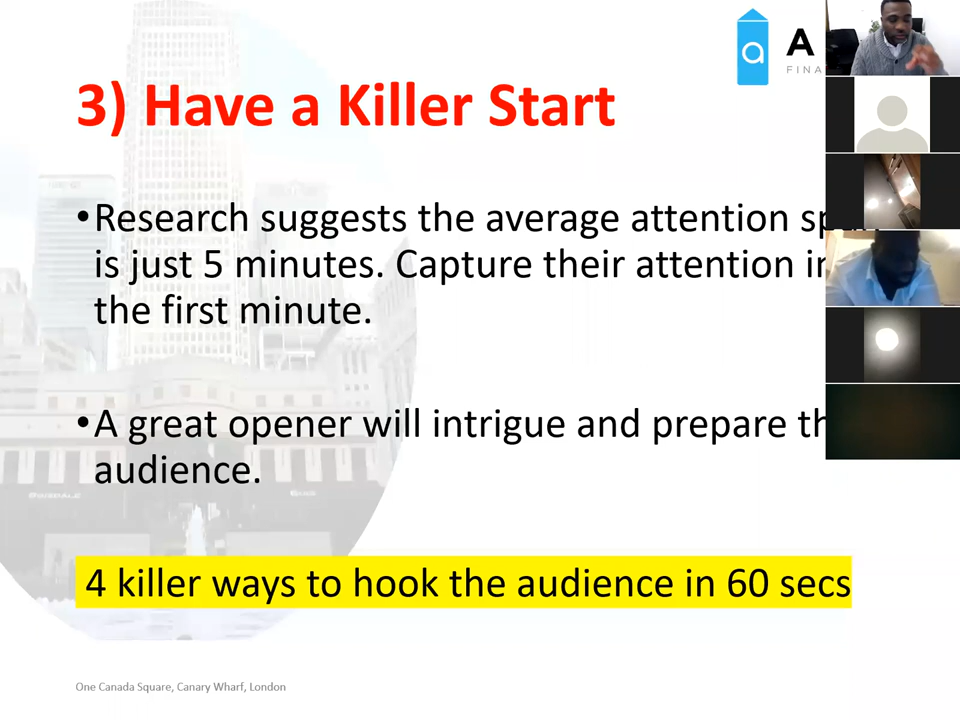 A
FINA
3) Have a Killer Start
•Research suggests the average attention
is just 5 minutes. Capture their attention in
the first minute.
•A great opener will intrigue and prepare
audience.
4 killer ways to hook the audience in 60 secs
One Canada Square, Canary Wharf, London